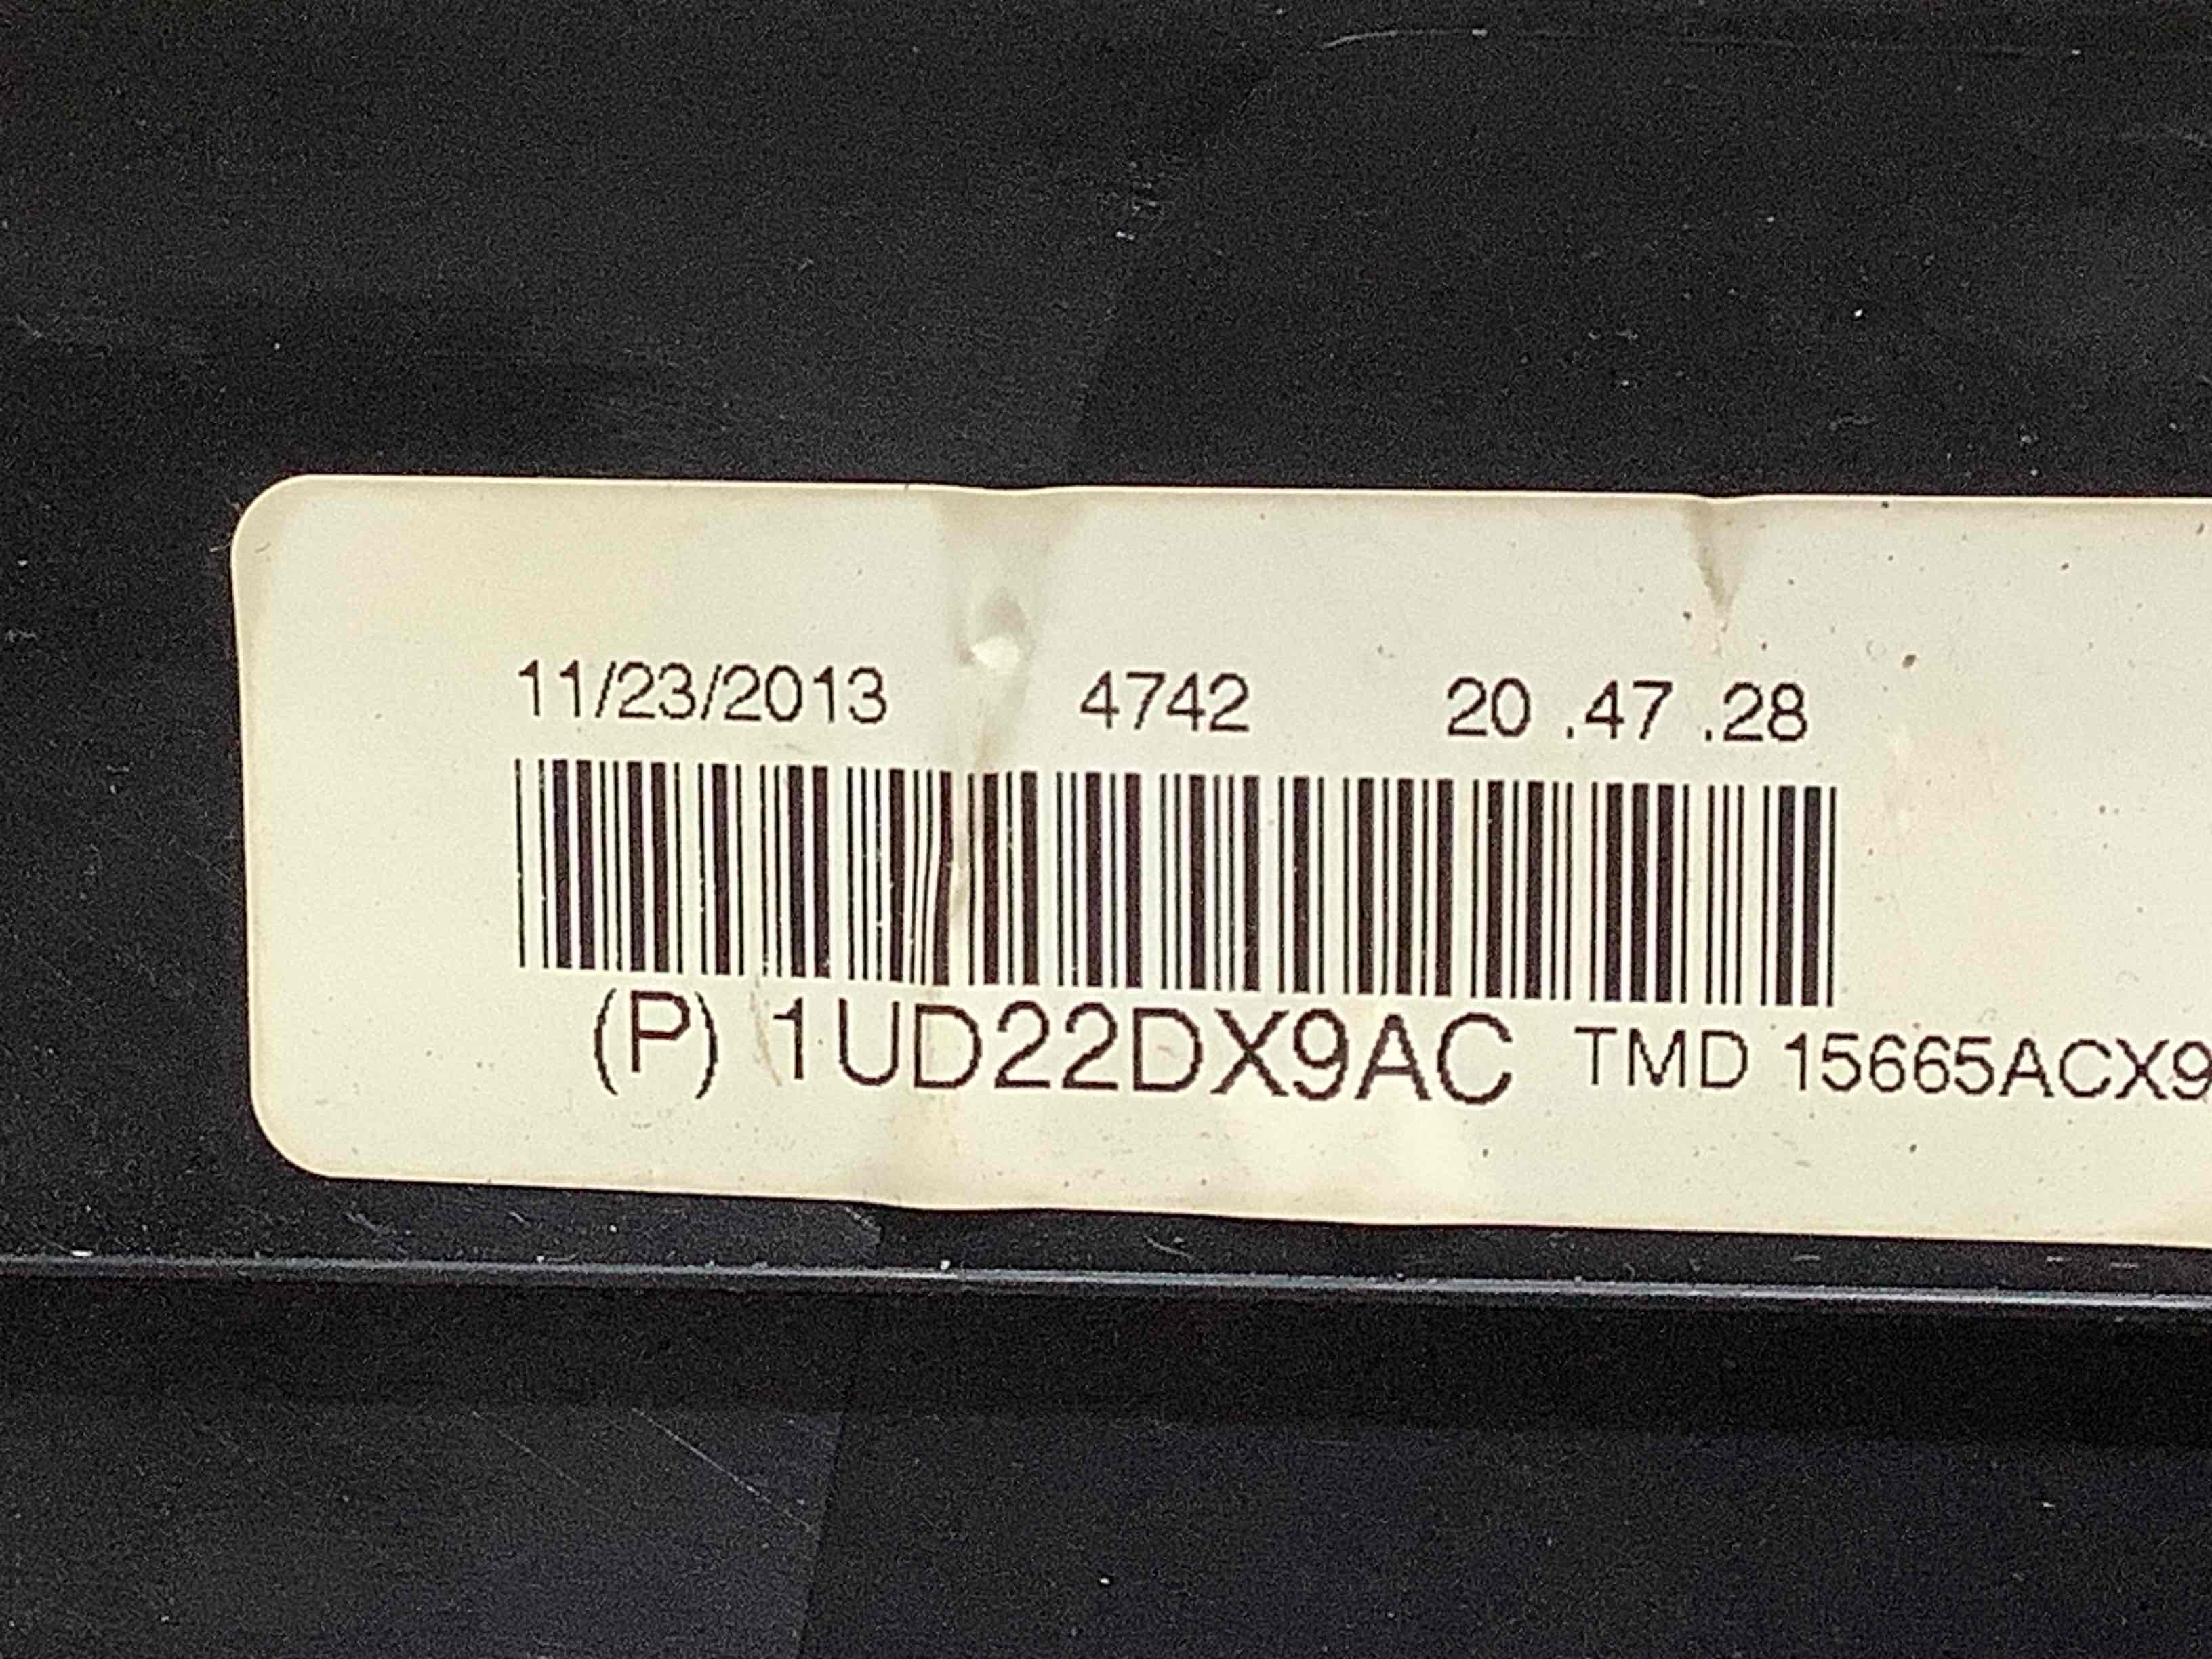 11/23/2013 4742 20 .47 .28
(P) 1UD22DX9AC TMD 15665ACX9